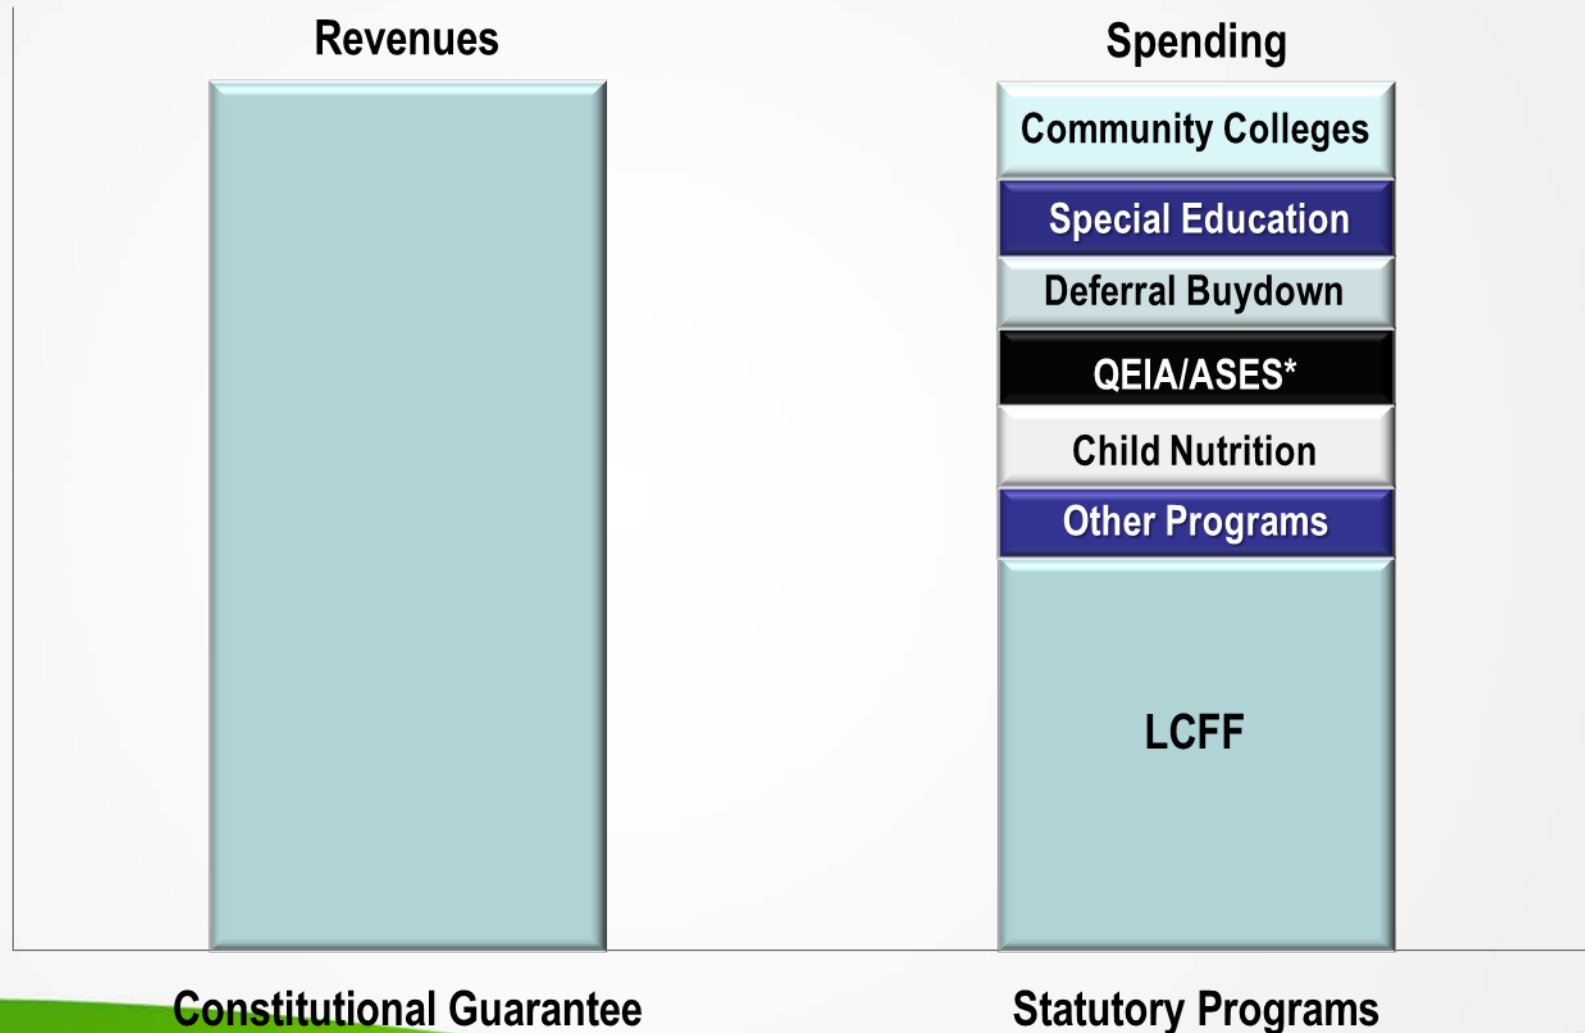 Revenues
Spending
Community Colleges
Special Education
Deferral Buydown
QEIA/ASES*
Child Nutrition
Other Programs
LCFF
Constitutional Guarantee
Statutory Programs